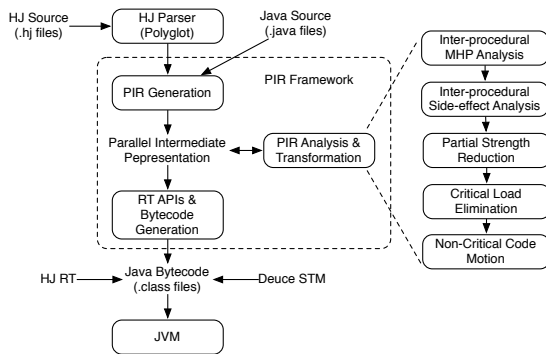 HJ Source
(.hj files)
HJ Parser
(Polyglot)
Java Source
(.java files)
PIR Framework
PIR Generation
Parallel Intermediate
Pepresentation
PIR Analysis &
Transformation
RT APIs &
Bytecode
Generation
HJ RT
Java Bytecode
(.class files)
Deuce STM
JVM
Inter-procedural
MHP Analysis
Inter-procedural
Side-effect Analysis
Partial Strength
Reduction
Critical Load
Elimination
Non-Critical Code
Motion